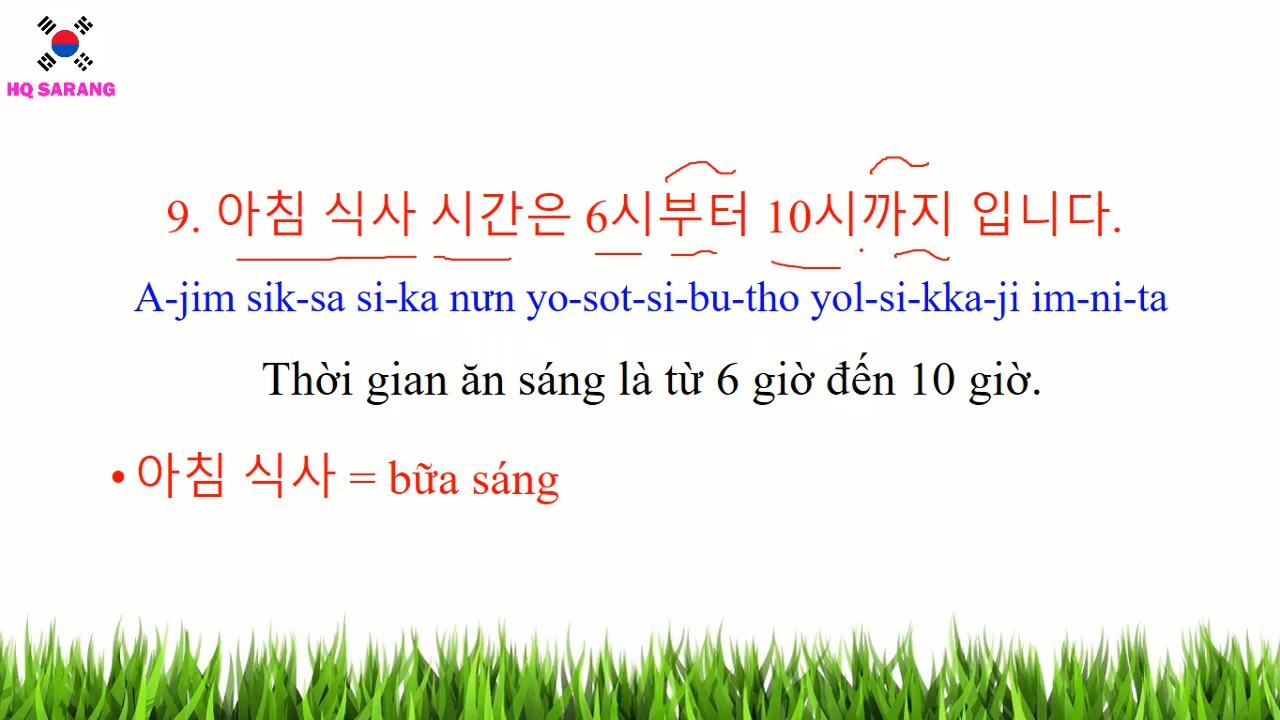 HQ SARANG
9. 아침 식사 시간은 6시부터 10시까지 입니다.
A-jim sik-sa si-ka nưn yo-sot-si-bu-tho yol-si-kka-ji im-ni-ta
Thời gian ăn sáng là từ 6 giờ đến 10 giờ.
• 아침 식사 = bữa sáng